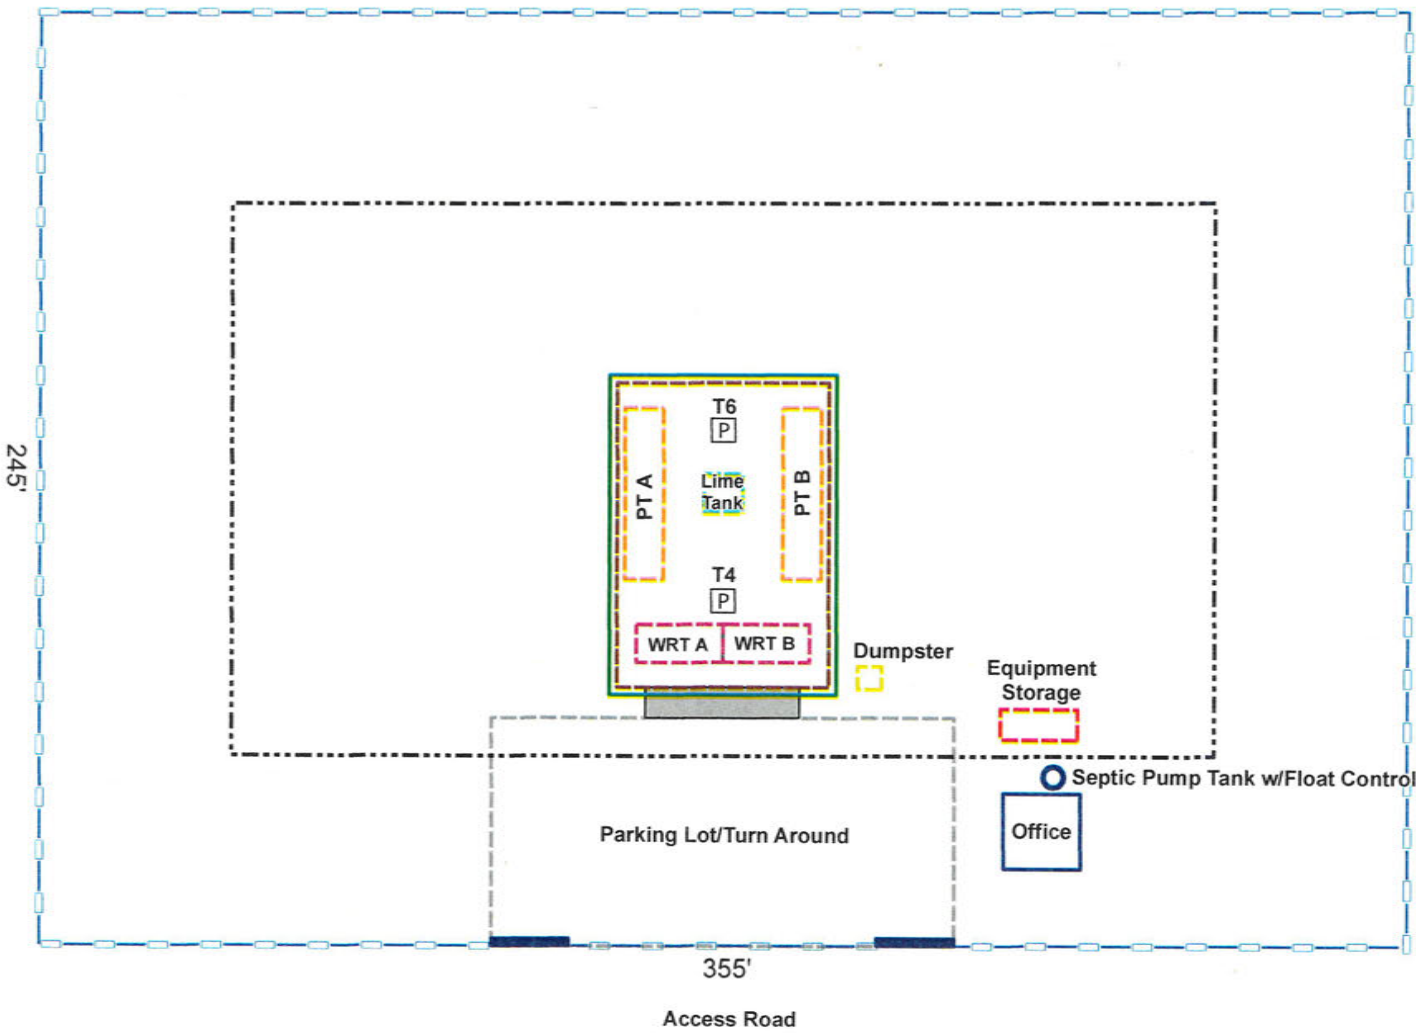 T6
P
Lime
Tank
PT A
PT B
T4
P
WRT A
WRT B
Dumpster
Equipment
Storage
Septic Pump Tank w/Float Control
Office
Parking Lot/Turn Around
245'
355'
Access Road